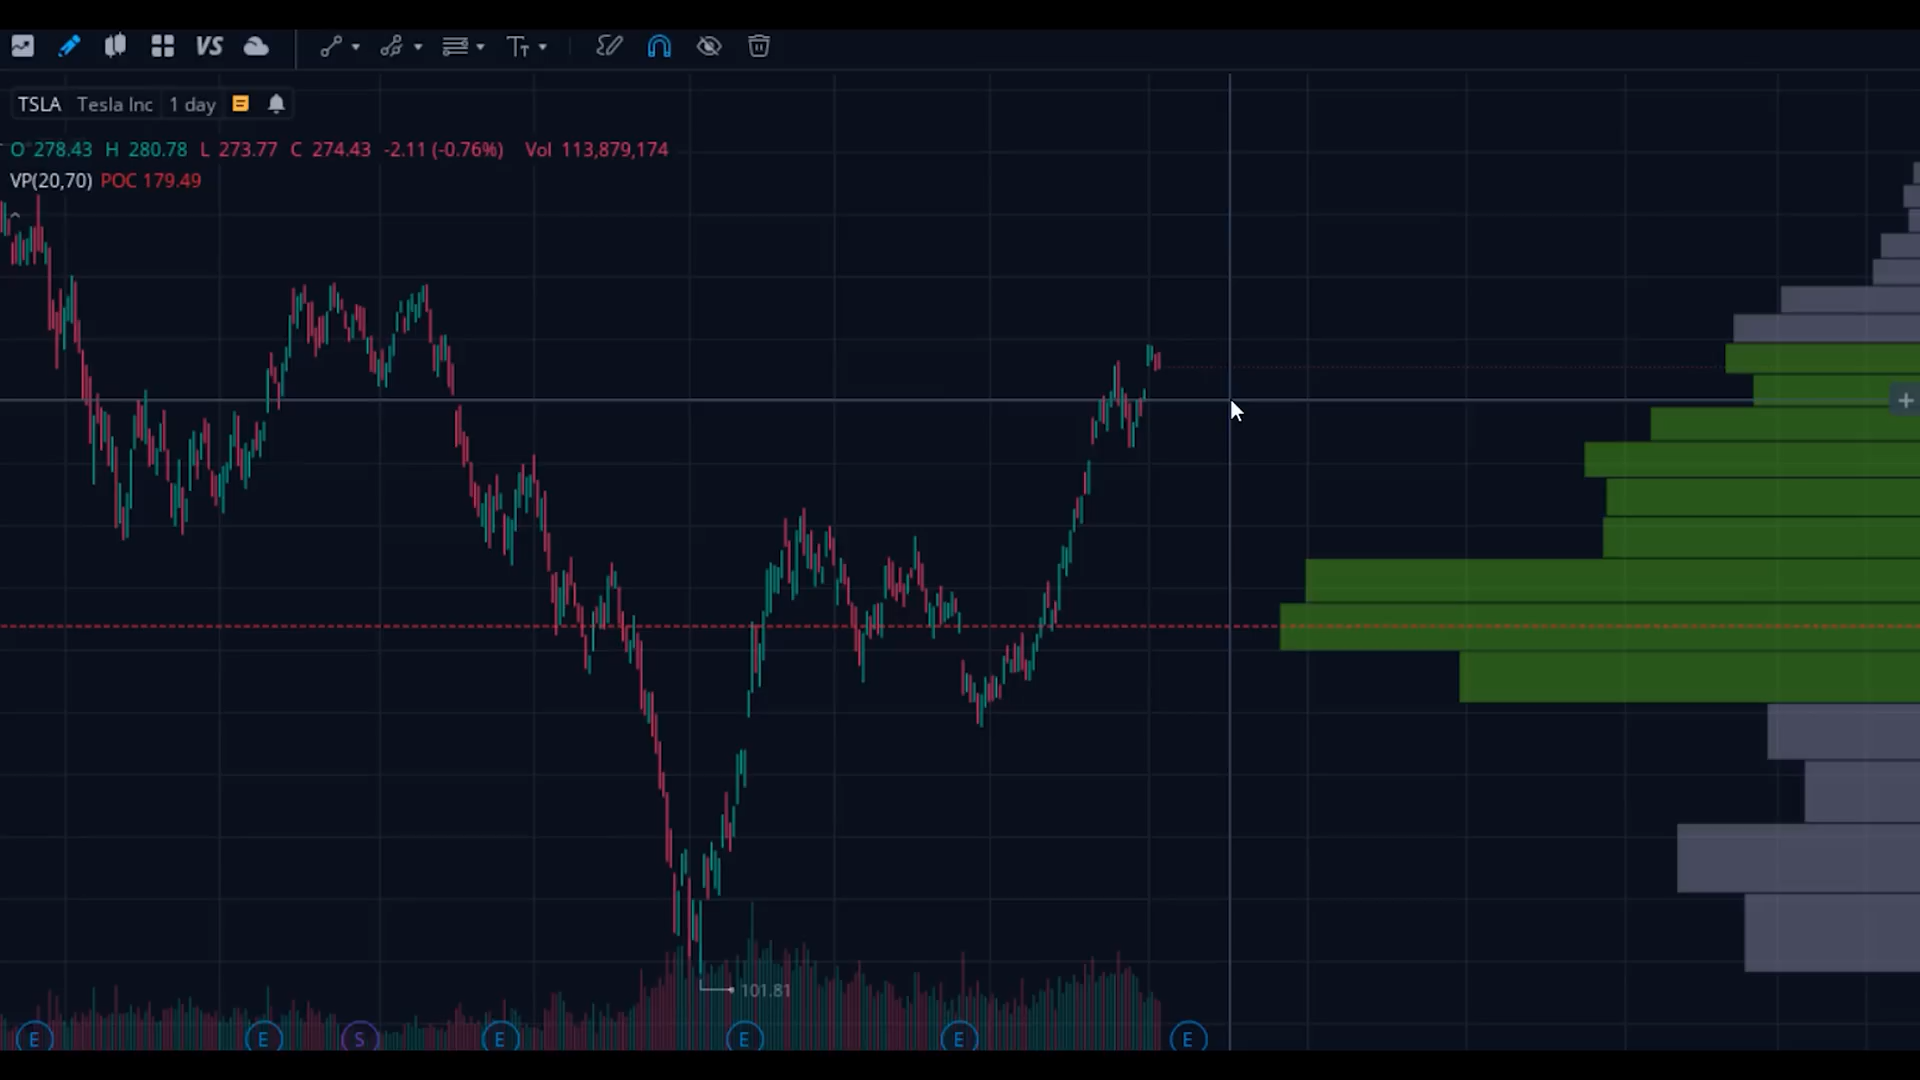 VS
TT
TSLA Tesla Inc 1 day
O 278.43 H 280.78 L 273.77 C 274.43 -2.11 (-0.76%) Vol 113,879,174
VP(20,70) POC 179.49
101.81
E E S E E E E